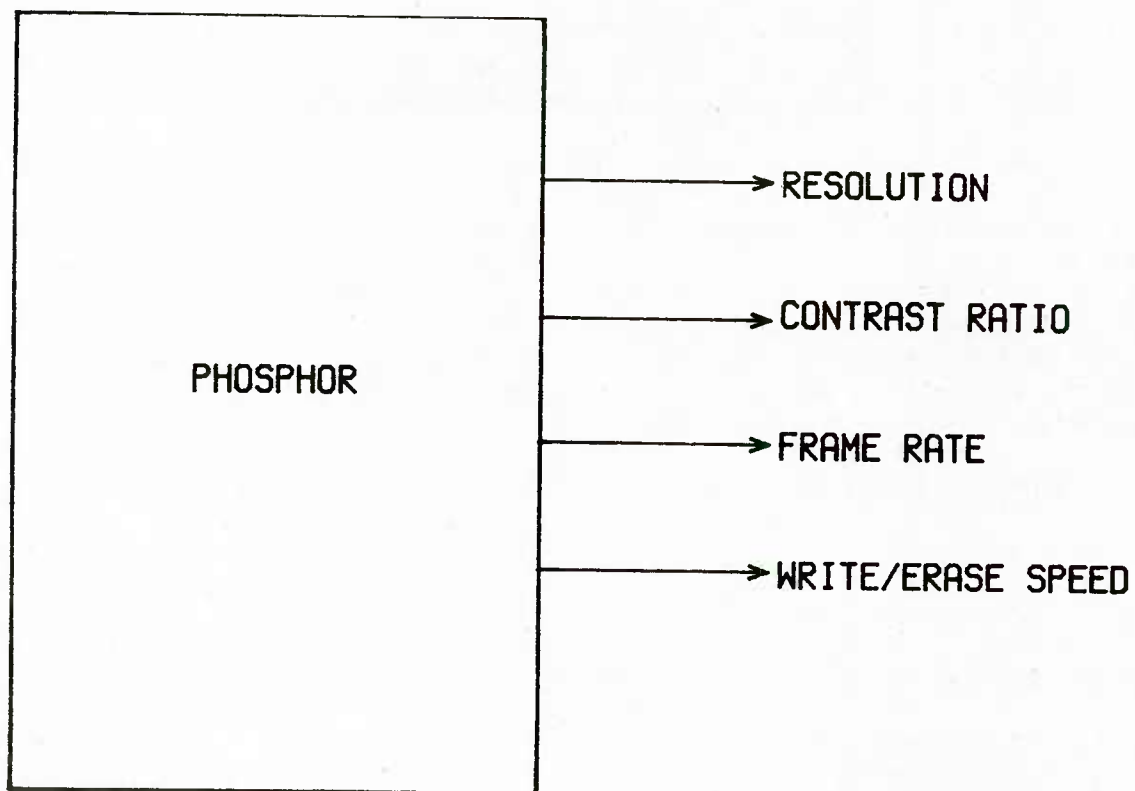 RESOLUTION
CONTRAST RATIO
PHOSPHOR
FRAME RATE
WRITE/ERASE SPEED